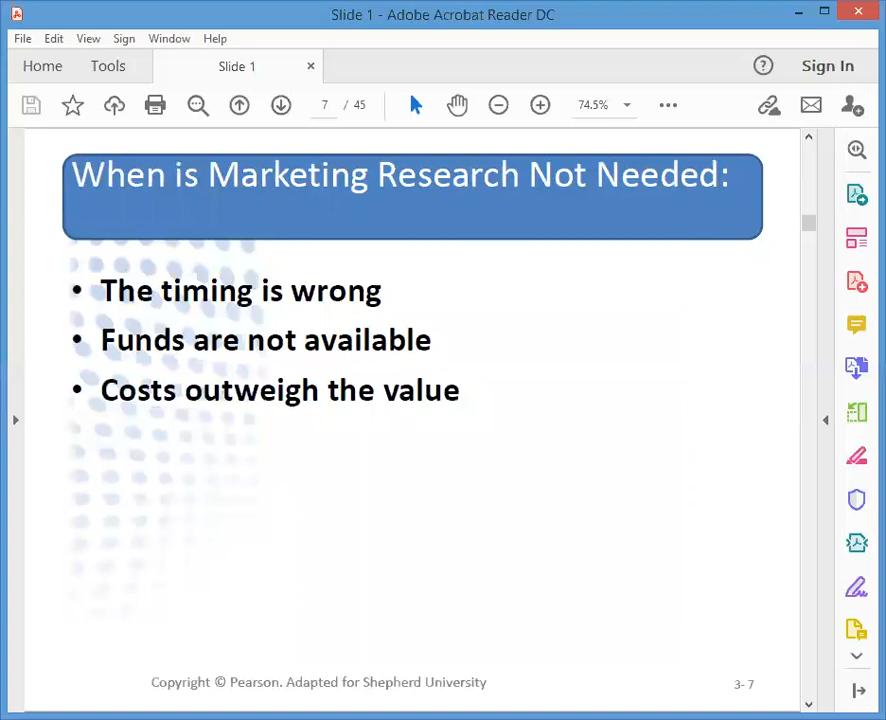 Slide 1 - Adobe Acrobat Reader DC
File Edit View Sign Window Help
Home Tools Slide 1 Sign In
7 / 45 74.5%
When is Marketing Research Not Needed:
• The timing is wrong
• Funds are not available
• Costs outweigh the value
Copyright © Pearson. Adapted for Shepherd University 3- 7